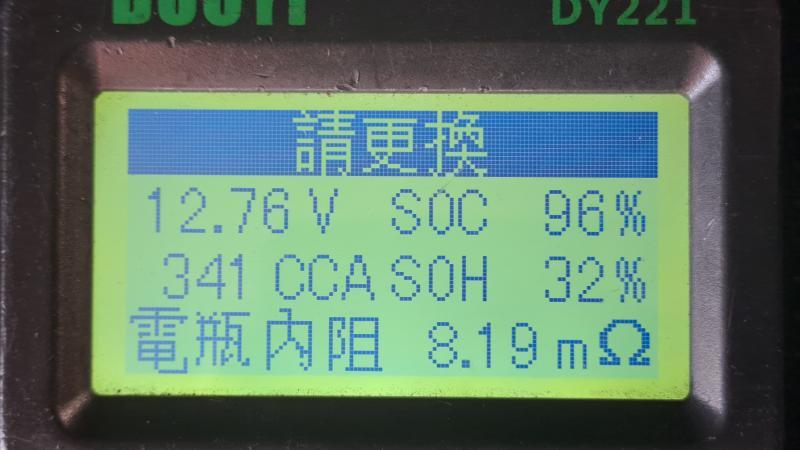 DUOYI DY221
請更換
12.76 V SOC 96%
341 CCA SOH 32%
電瓶內阻 8.19 mΩ